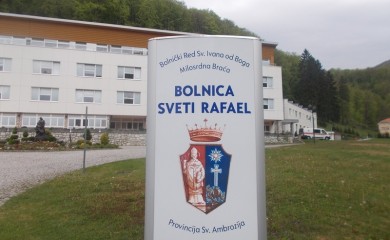 Bolnički Red Sv. Ivana od Boga
Milosrdna Braća
BOLNICA
SVETI RAFAEL
Provincija Sv. Ambrozija